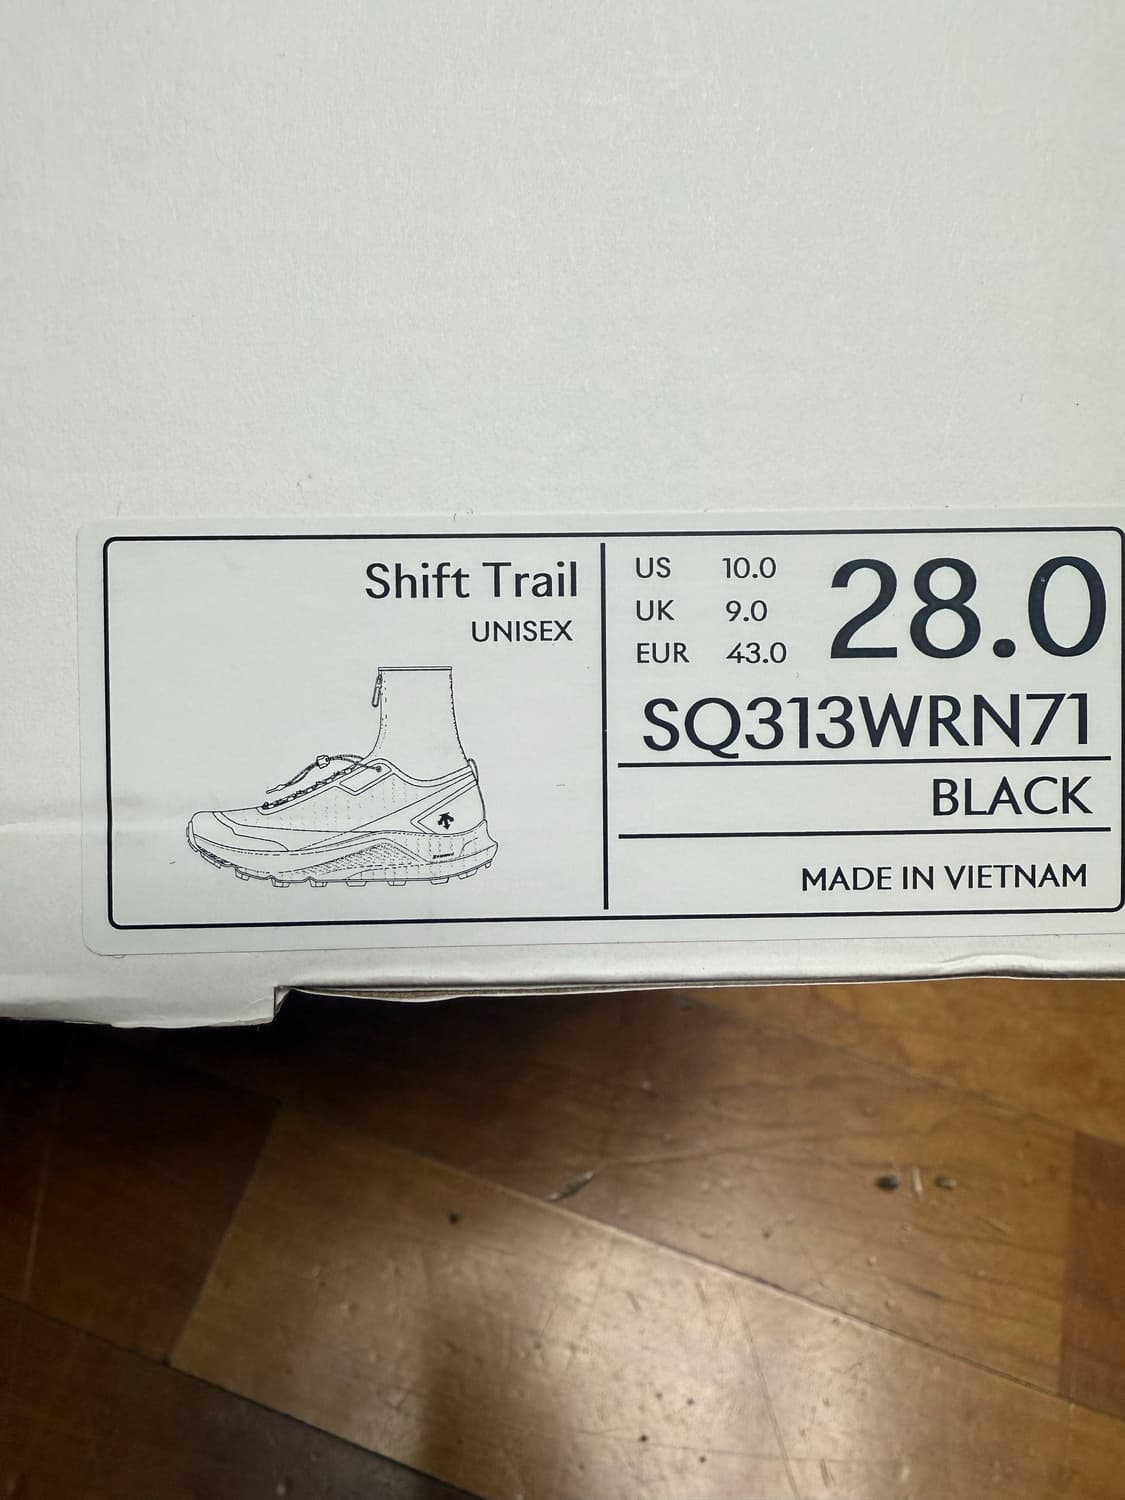 Shift Trail
UNISEX
US 10.0
UK 9.0
EUR 43.0
28.0
SQ313WRN71
BLACK
MADE IN VIETNAM